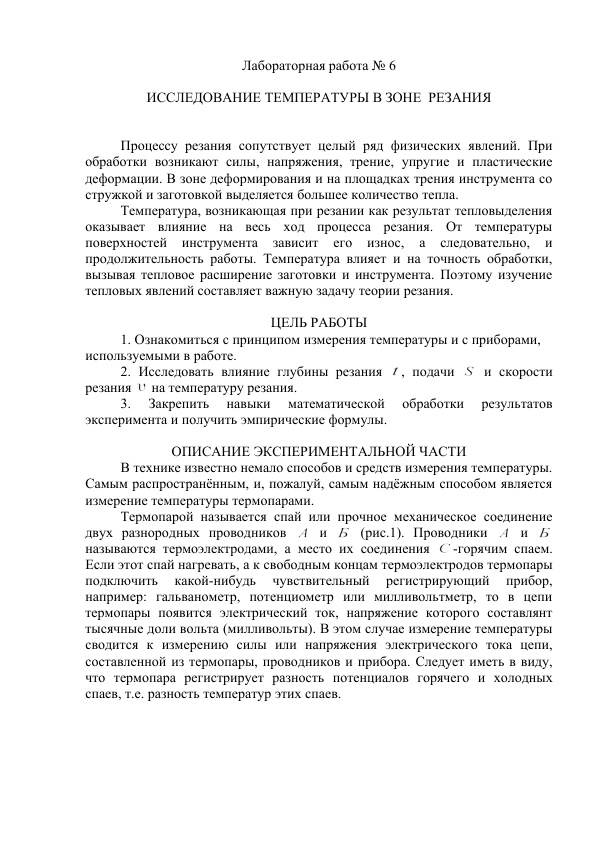 Лабораторная работа № 6
ИССЛЕДОВАНИЕ ТЕМПЕРАТУРЫ В ЗОНЕ РЕЗАНИЯ
Процессу резания сопутствует целый ряд физических явлений. При
обработки возникают силы, напряжения, трение, упругие и пластические
деформации. В зоне деформирования и на площадках трения инструмента со
стружкой и заготовкой выделяется большее количество тепла.
Температура, возникающая при резании как результат тепловыделения
оказывает влияние на весь ход процесса резания. От температуры
поверхностей инструмента зависит его износ, а следовательно, и
продолжительность работы. Температура влияет и на точность обработки,
вызывая тепловое расширение заготовки и инструмента. Поэтому изучение
тепловых явлений составляет важную задачу теории резания.
ЦЕЛЬ РАБОТЫ
1. Ознакомиться с принципом измерения температуры и с приборами,
используемыми в работе.
2. Исследовать влияние глубины резания t, подачи S и скорости
резания υ на температуру резания.
3. Закрепить навыки математической обработки результатов
эксперимента и получить эмпирические формулы.
ОПИСАНИЕ ЭКСПЕРИМЕНТАЛЬНОЙ ЧАСТИ
В технике известно немало способов и средств измерения температуры.
Самым распространённым, и, пожалуй, самым надёжным способом является
измерение температуры термопарами.
Термопарой называется спай или прочное механическое соединение
двух разнородных проводников А и Б (рис.1). Проводники А и Б
называются термоэлектродами, а место их соединения С-горячим спаем.
Если этот спай нагревать, а к свободным концам термоэлектродов термопары
подключить какой-нибудь чувствительный регистрирующий прибор,
например: гальванометр, потенциометр или милливольтметр, то в цепи
термопары появится электрический ток, напряжение которого составлянт
тысячные доли вольта (милливольты). В этом случае измерение температуры
сводится к измерению силы или напряжения электрического тока цепи,
составленной из термопары, проводников и прибора. Следует иметь в виду,
что термопара регистрирует разность потенциалов горячего и холодных
спаев, т.е. разность температур этих спаев.